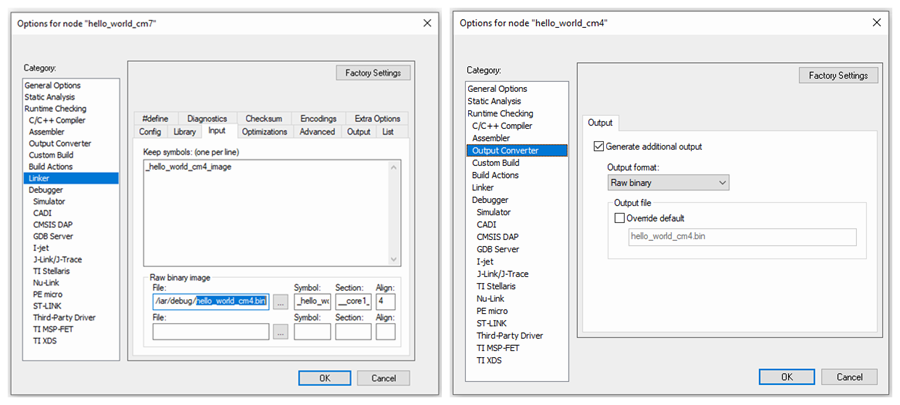 Options for node "hello_world_cm7"
Category:
General Options
Static Analysis
Runtime Checking
C/C++ Compiler
Assembler
Output Converter
Custom Build
Build Actions
Linker
Debugger
Simulator
CADI
CMSIS DAP
GDB Server
I-jet
J-Link/J-Trace
TI Stellaris
Nu-Link
PE micro
ST-LINK
Third-Party Driver
TI MSP-FET
TI XDS
Factory Settings
#define Diagnostics Checksum Encodings Extra Options
Config Library Input Optimizations Advanced Output List
Keep symbols: (one per line)
_hello_world_cm4_image
Raw binary image
File: Symbol: Section: Align:
/iar/debug/hello_world_cm4.bin ... _hello_wo __core1_ 4
File: Symbol: Section: Align:
...
OK Cancel
Options for node "hello_world_cm4"
Category:
General Options
Static Analysis
Runtime Checking
C/C++ Compiler
Assembler
Output Converter
Custom Build
Build Actions
Linker
Debugger
Simulator
CADI
CMSIS DAP
GDB Server
I-jet
J-Link/J-Trace
TI Stellaris
Nu-Link
PE micro
ST-LINK
Third-Party Driver
TI MSP-FET
TI XDS
Factory Settings
Output
Generate additional output
Output format:
Raw binary
Output file
Override default
hello_world_cm4.bin
OK Cancel